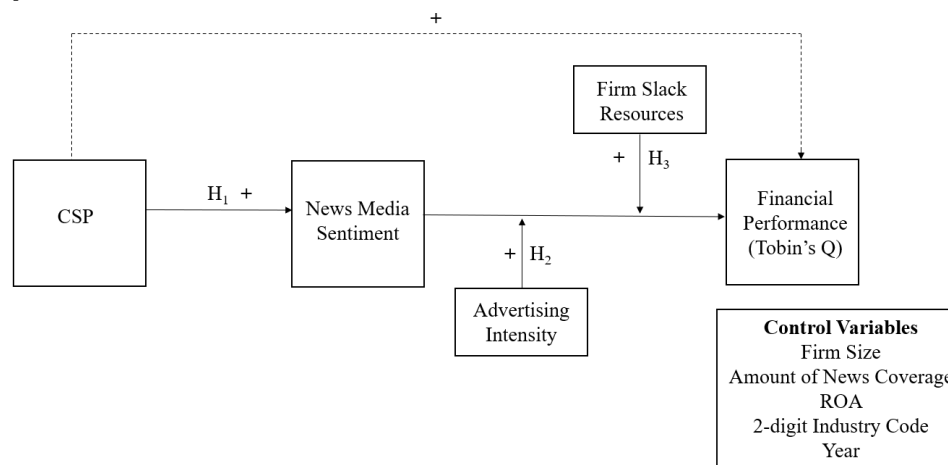 +
Firm Slack
Resources
+ H₃
CSP
H₁ +
News Media
Sentiment
Financial
Performance
(Tobin's Q)
+ H₂
Advertising
Intensity
Control Variables
Firm Size
Amount of News Coverage
ROA
2-digit Industry Code
Year